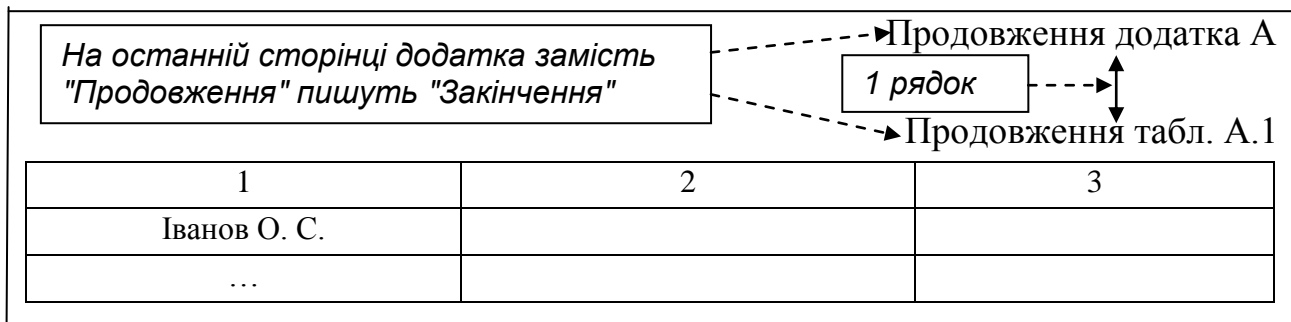 На останній сторінці додатка замість
"Продовження" пишуть "Закінчення"
Продовження додатка А
1 рядок
Продовження табл. А.1
1 2 3
Іванов О. С.
…